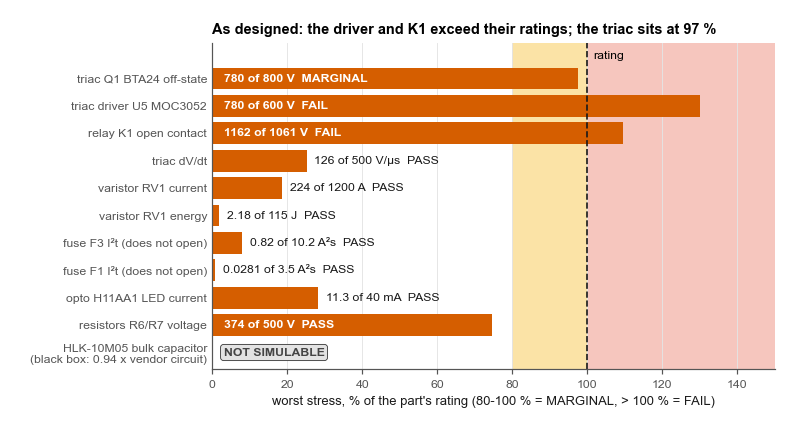 As designed: the driver and K1 exceed their ratings; the triac sits at 97 %
rating
triac Q1 BTA24 off-state 780 of 800 V MARGINAL
triac driver U5 MOC3052 780 of 600 V FAIL
relay K1 open contact 1162 of 1061 V FAIL
triac dV/dt 126 of 500 V/µs PASS
varistor RV1 current 224 of 1200 A PASS
varistor RV1 energy 2.18 of 115 J PASS
fuse F3 I²t (does not open) 0.82 of 10.2 A²s PASS
fuse F1 I²t (does not open) 0.0281 of 3.5 A²s PASS
opto H11AA1 LED current 11.3 of 40 mA PASS
resistors R6/R7 voltage 374 of 500 V PASS
HLK-10M05 bulk capacitor
(black box: 0.94 x vendor circuit) NOT SIMULABLE
0 20 40 60 80 100 120 140
worst stress, % of the part's rating (80-100 % = MARGINAL, > 100 % = FAIL)